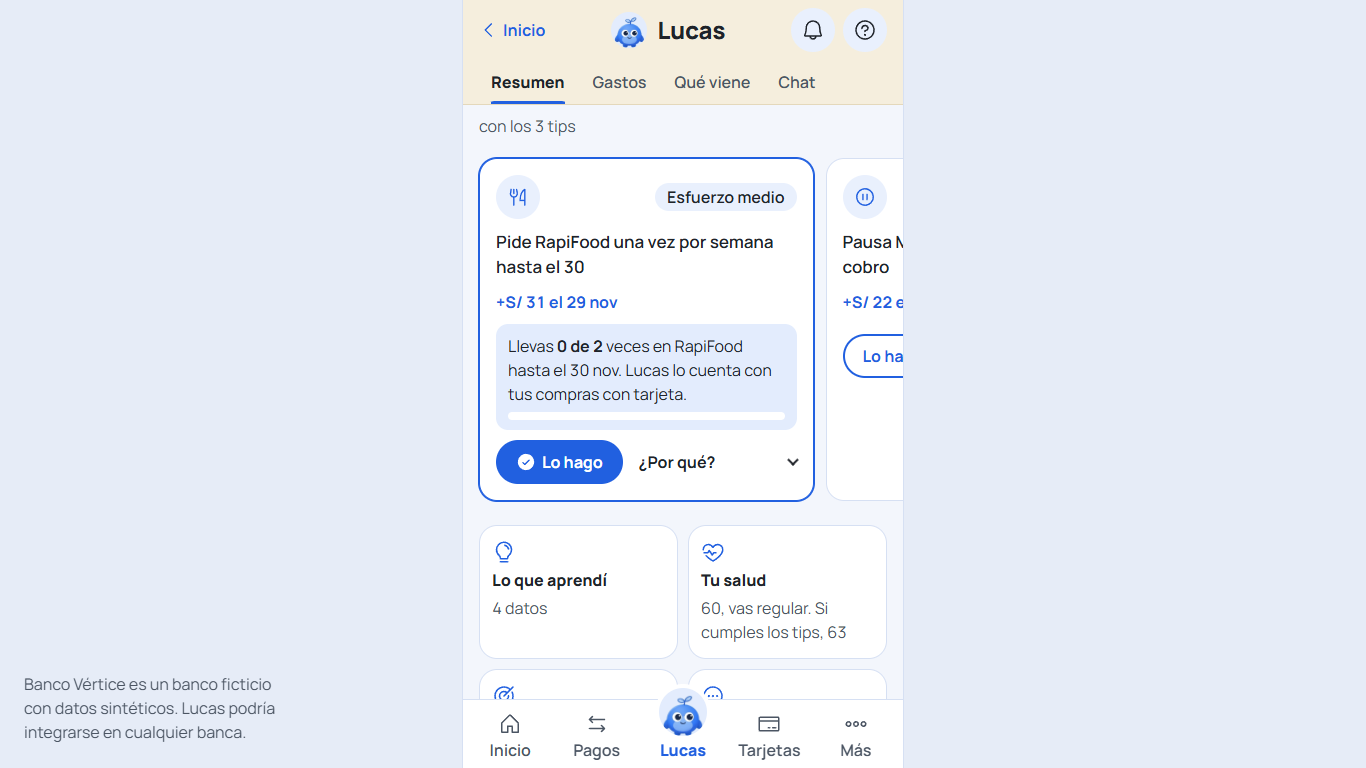 Inicio
Lucas
Resumen
Gastos
Qué viene
Chat
con los 3 tips
Esfuerzo medio
Pide RapiFood una vez por semana
hasta el 30
+S/ 31 el 29 nov
Llevas 0 de 2 veces en RapiFood
hasta el 30 nov. Lucas lo cuenta con
tus compras con tarjeta.
Lo hago
¿Por qué?
Pausa
cobro
+S/ 22
Lo
Lo que aprendí
4 datos
Tu salud
60, vas regular. Si
cumples los tips, 63
Banco Vértice es un banco ficticio
con datos sintéticos. Lucas podría
integrarse en cualquier banca.
Inicio
Pagos
Lucas
Tarjetas
Más